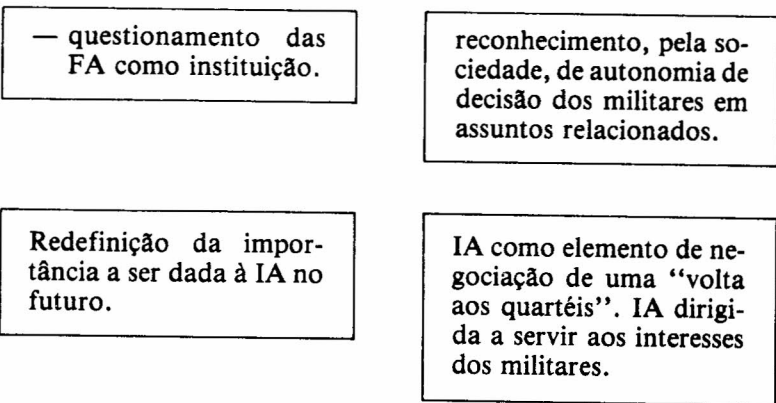 — questionamento das
FA como instituição.
reconhecimento, pela so-
ciedade, de autonomia de
decisão dos militares em
assuntos relacionados.
Redefinição da impor-
tância a ser dada à IA no
futuro.
IA como elemento de ne-
gociação de uma “volta
aos quartéis”. IA dirigi-
da a servir aos interesses
dos militares.